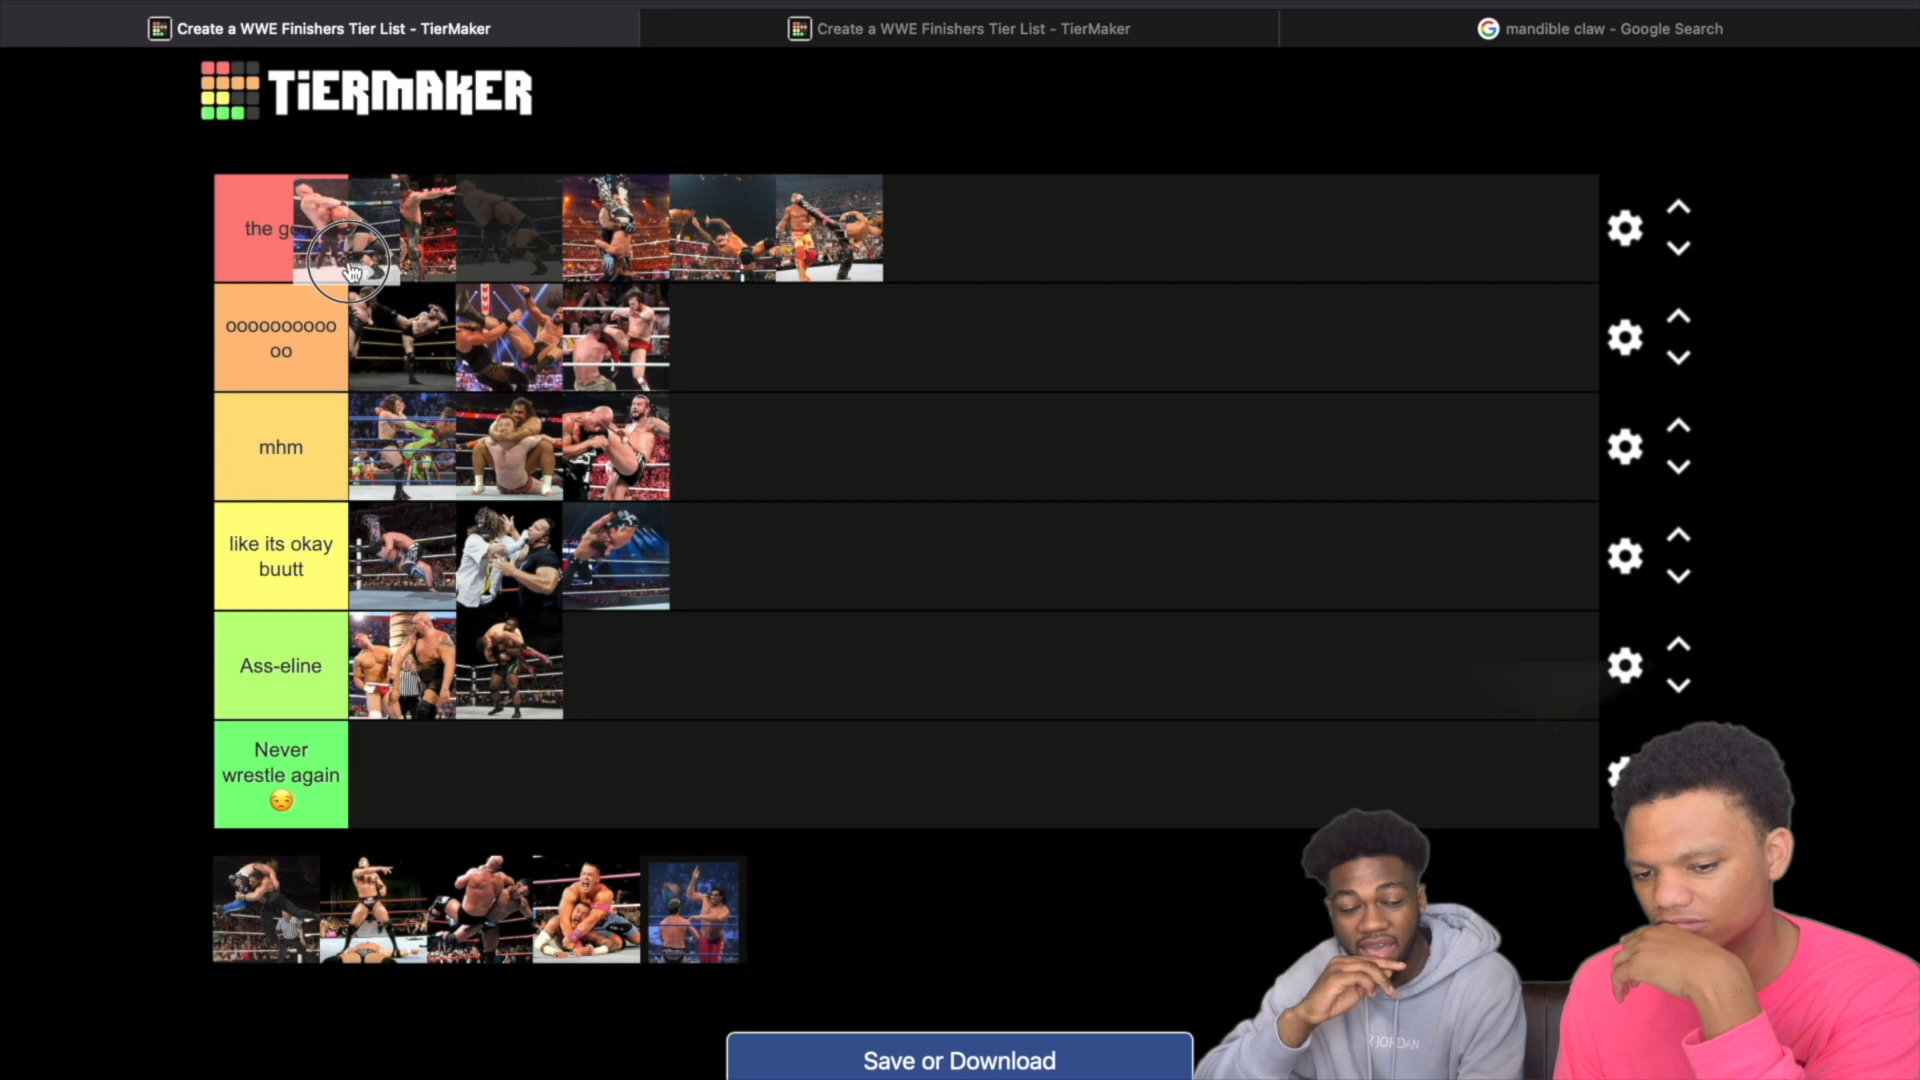 Create a WWE Finishers Tier List - TierMaker
Create a WWE Finishers Tier List - TierMaker
mandible claw - Google Search
TiERMAKER
the
oooooooooo
oo
mhm
like its okay
buutt
Ass-eline
Never
wrestle again
😒
JORDAN
Save or Download